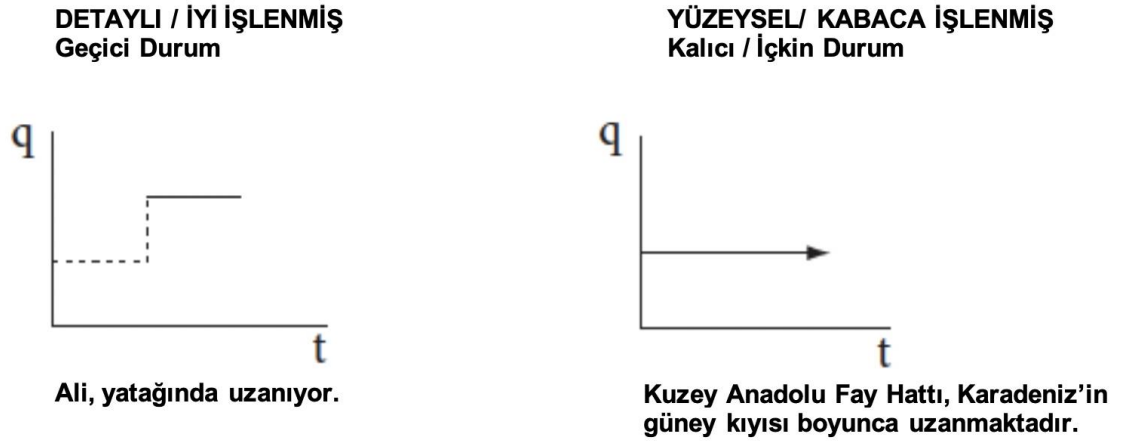 DETAYLI / İYİ İŞLENMİŞ
Geçici Durum
q
t
Ali, yatağında uzanıyor.
YÜZEYSEL/ KABACA İŞLENMİŞ
Kalıcı / İçkin Durum
q
t
Kuzey Anadolu Fay Hattı, Karadeniz’in
güney kıyısı boyunca uzanmaktadır.